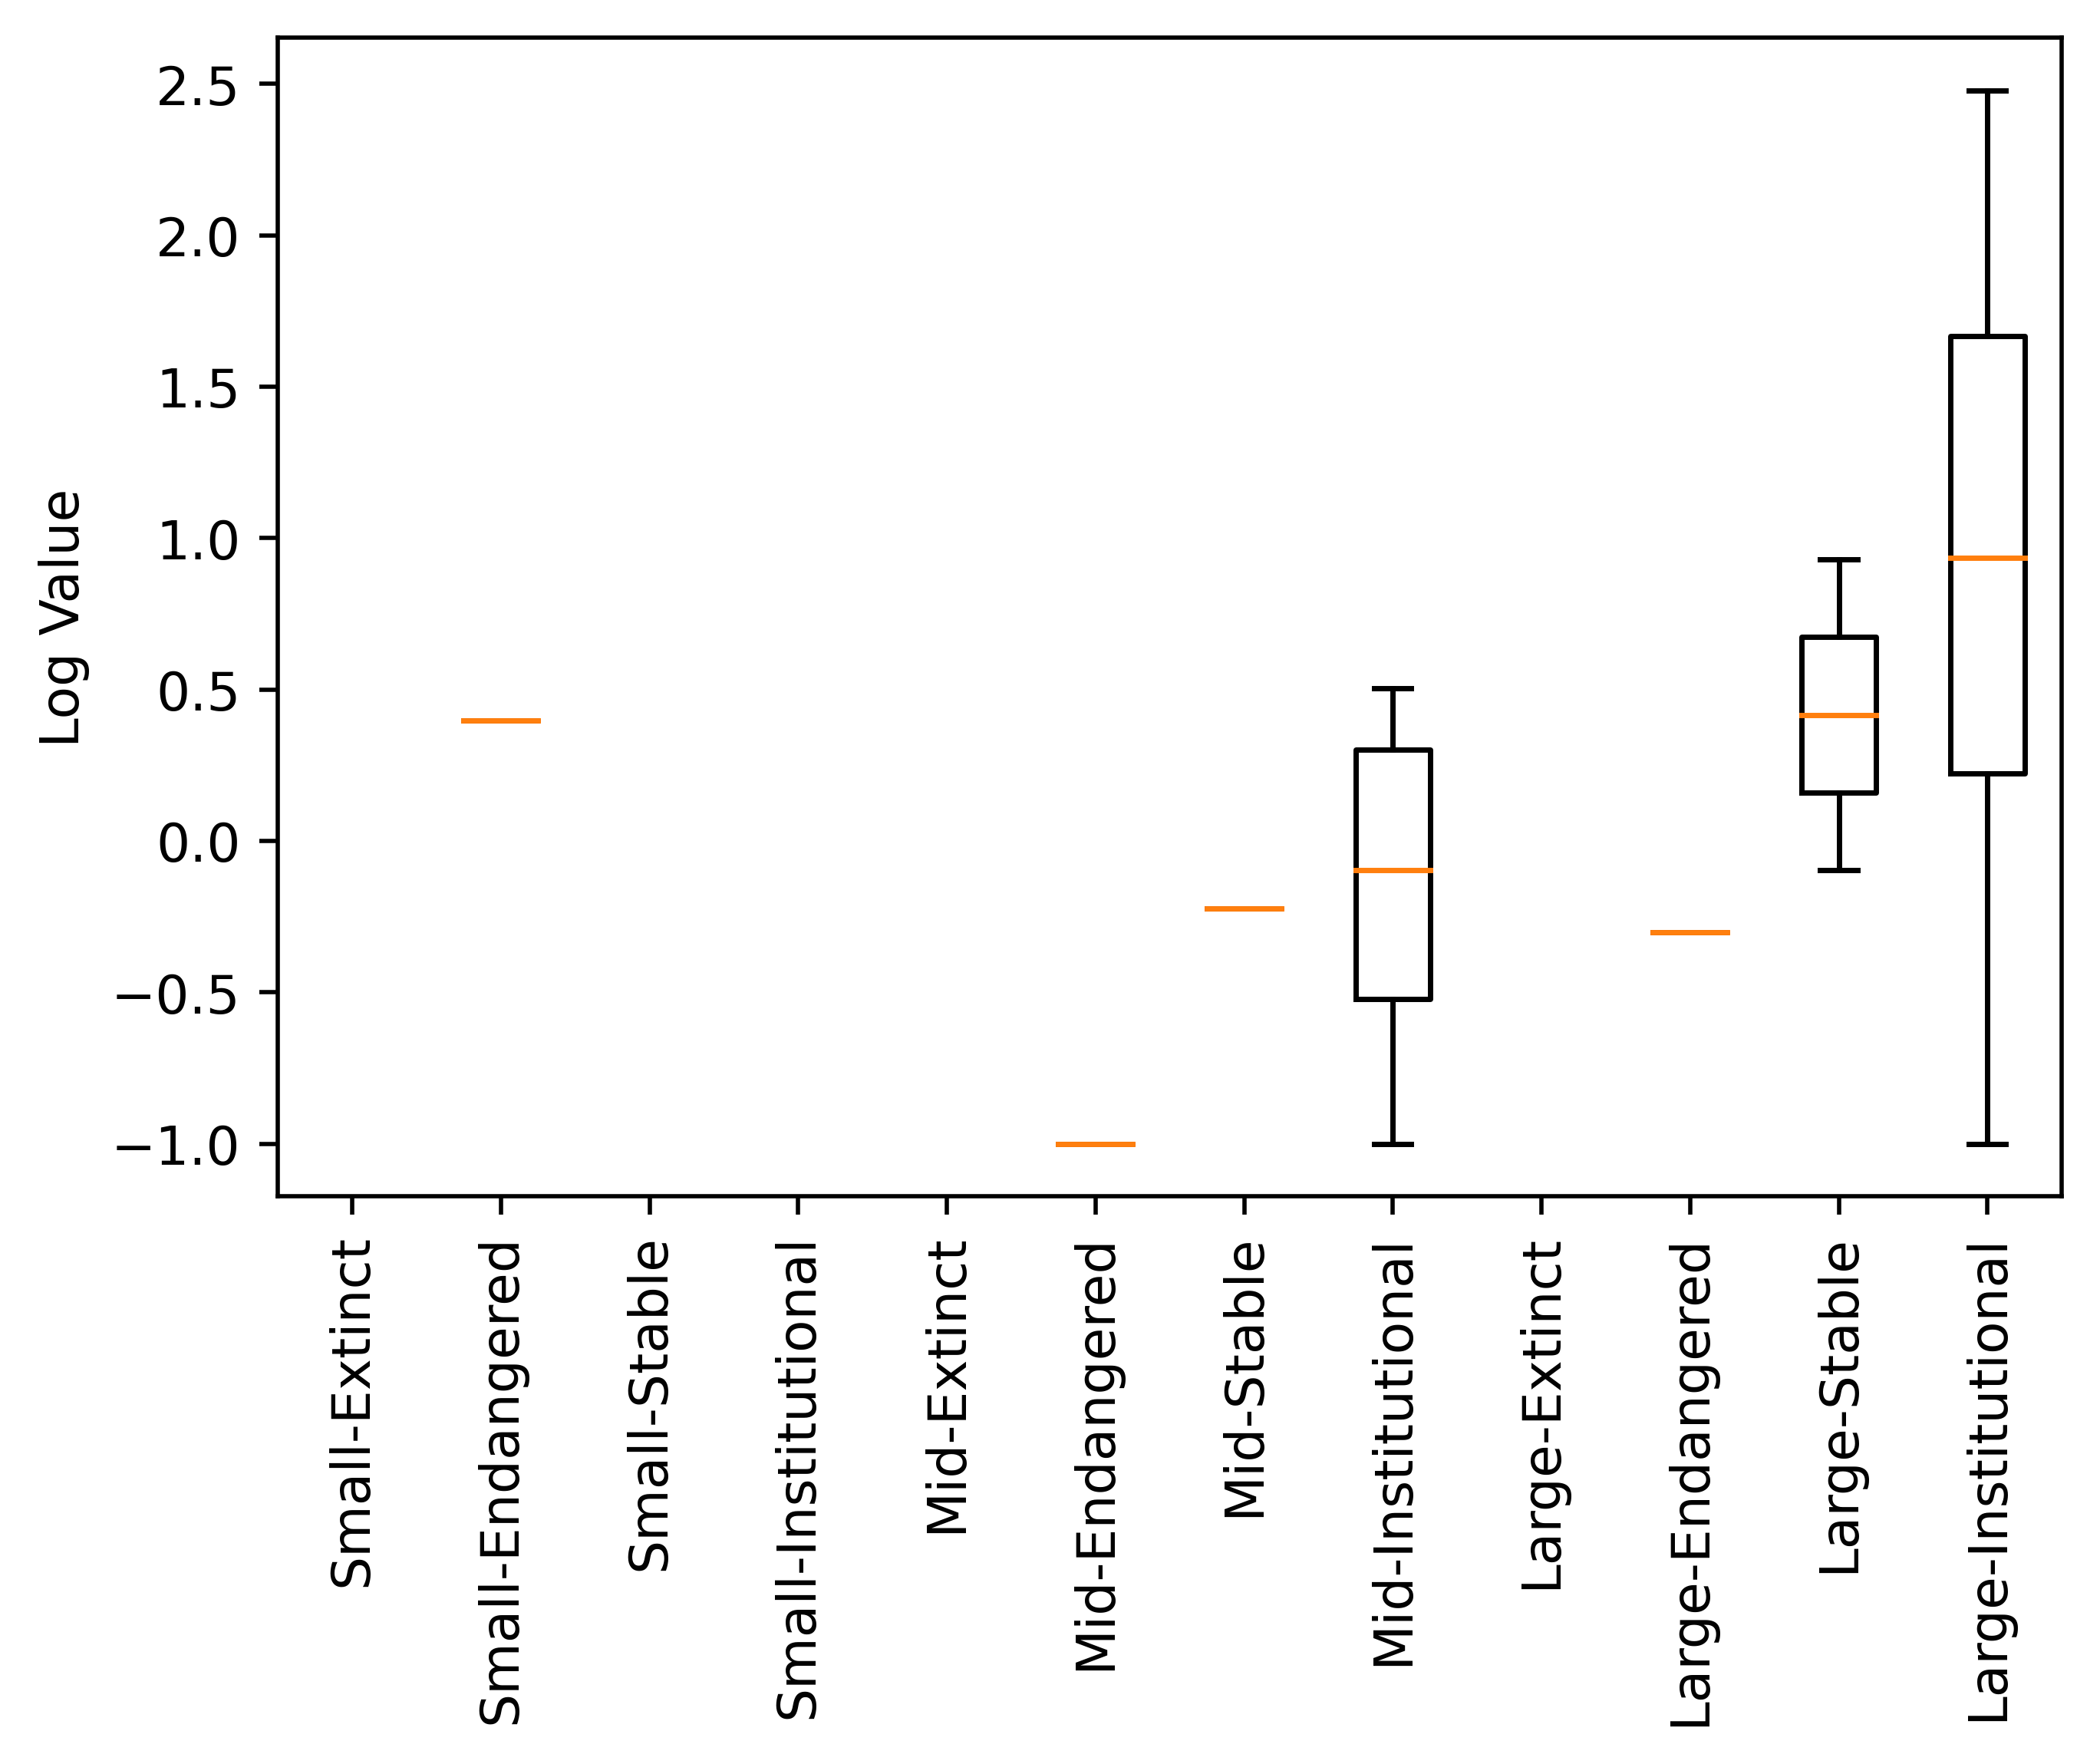 2.5
2.0
1.5
1.0
0.5
0.0
−0.5
−1.0
Log Value
Small-Extinct
Small-Endangered
Small-Stable
Small-Institutional
Mid-Extinct
Mid-Endangered
Mid-Stable
Mid-Institutional
Large-Extinct
Large-Endangered
Large-Stable
Large-Institutional